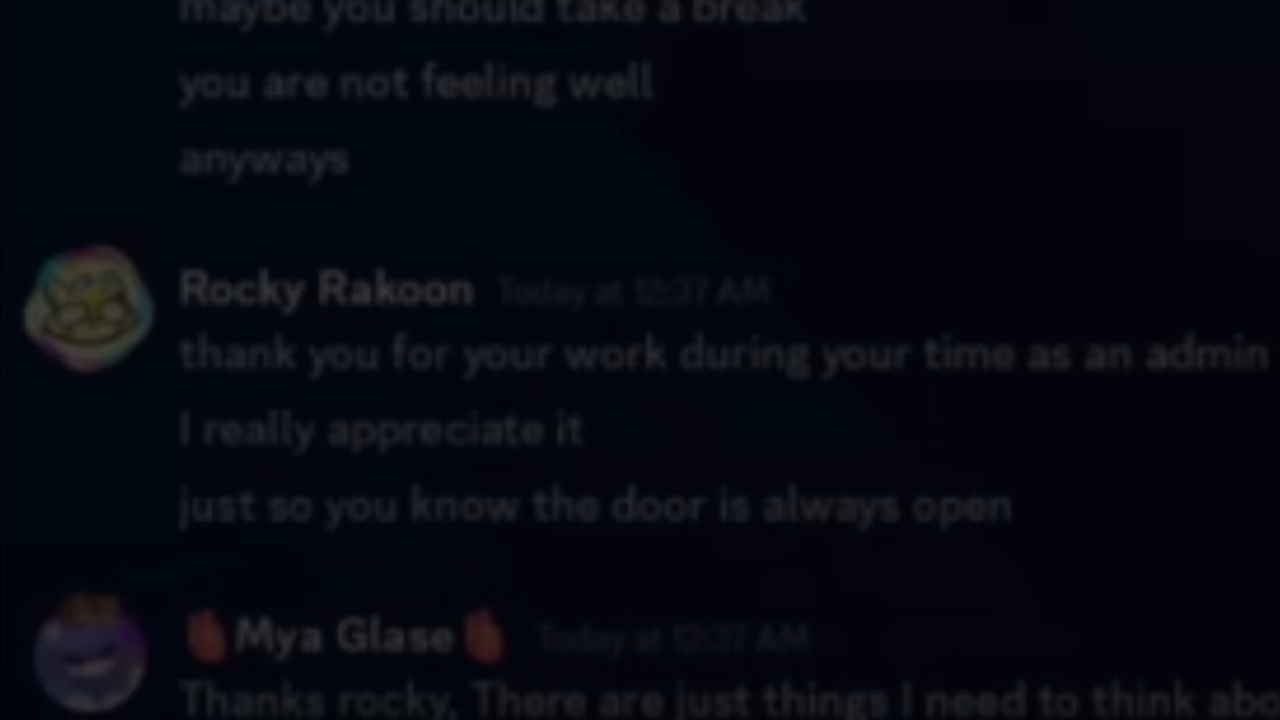 maybe you should take a break
you are not feeling well
anyways
Rocky Rakoon Today at 12:37 AM
thank you for your work during your time as an admin
I really appreciate it
just so you know the door is always open
🫀Mya Glase🫀 Today at 12:37 AM
Thanks rocky, There are just things I need to think